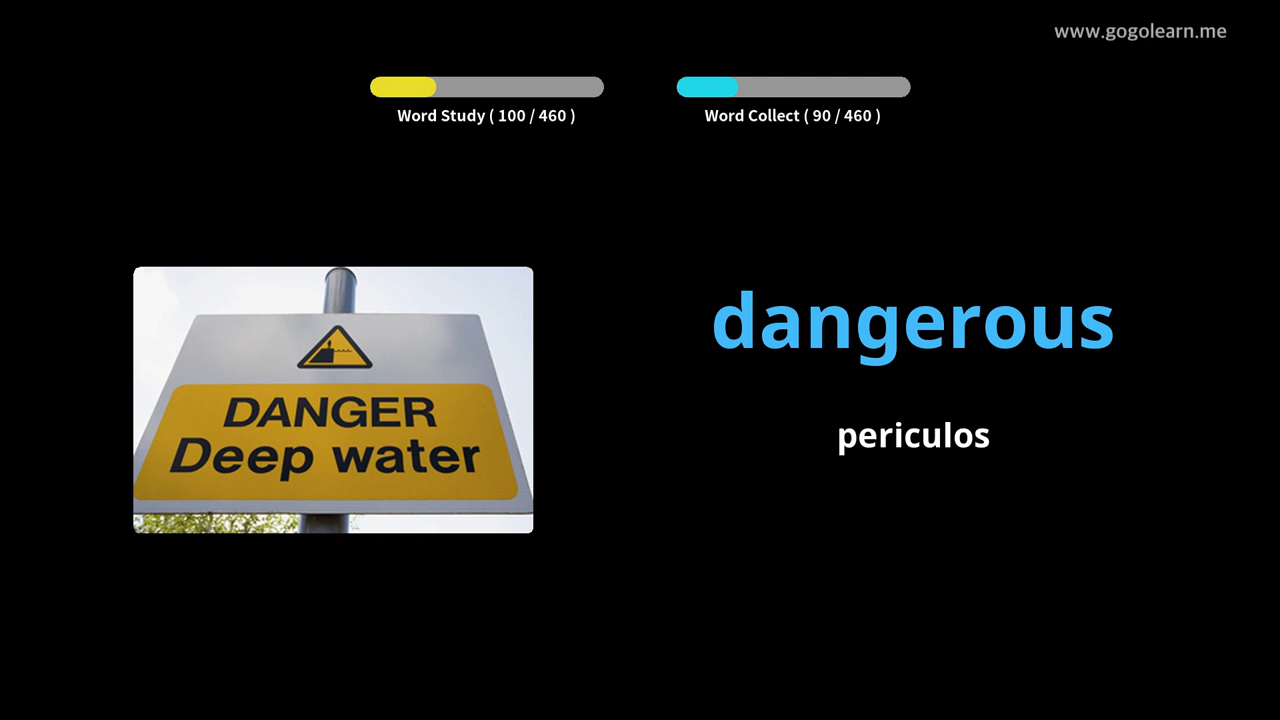 www.gogolearn.me
Word Study ( 100 / 460 )
Word Collect ( 90 / 460 )
DANGER
Deep water
dangerous
periculos